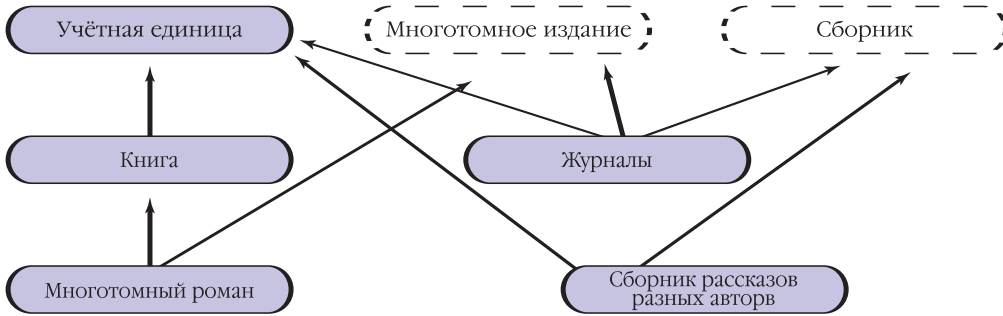 Учётная единица
Многотомное издание
Сборник
Книга
Журналы
Многотомный роман
Сборник рассказов
разных авторв